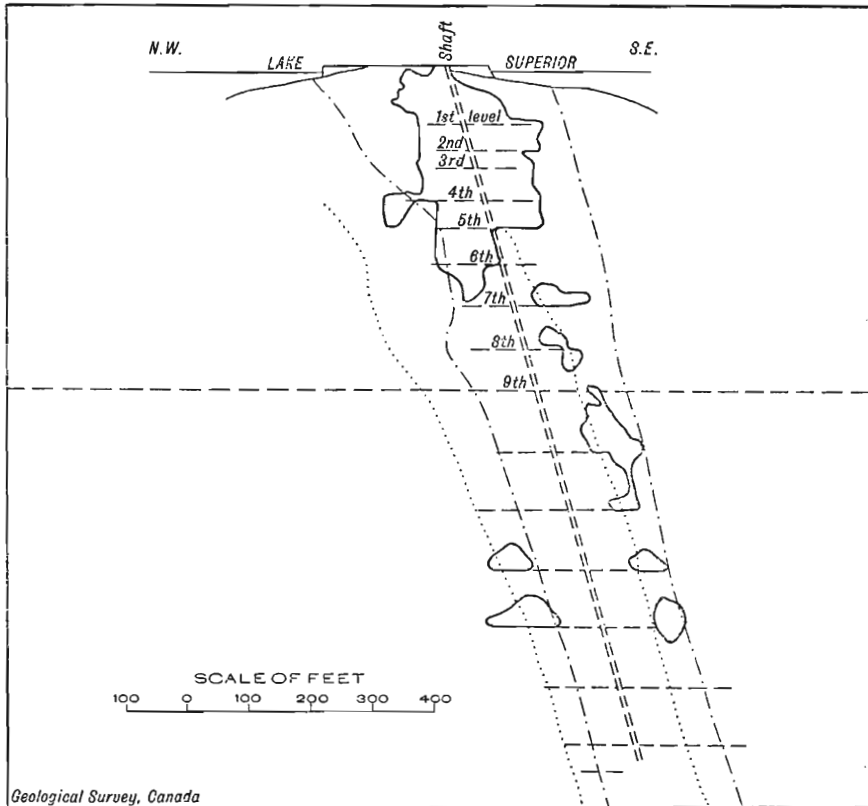 Shaft
N.W.
S.E.
LAKE
SUPERIOR
1st level
2nd
3rd
4th
5th
6th
7th
8th
9th
SCALE OF FEET
100 0 100 200 300 400
Geological Survey, Canada